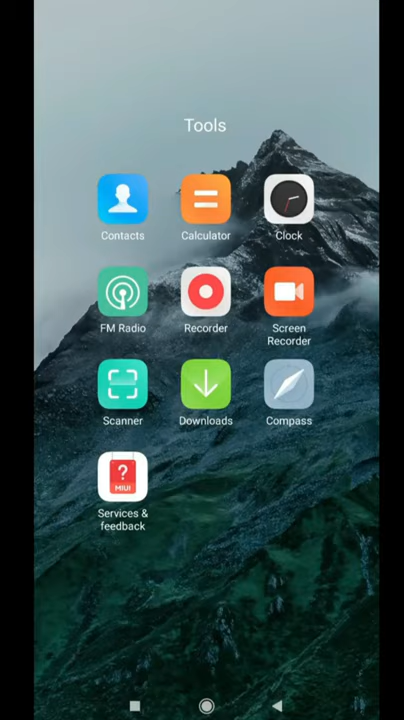 Tools
Contacts
Calculator
Clock
FM Radio
Recorder
Screen
Recorder
Scanner
Downloads
Compass
?
MIUI
Services &
feedback